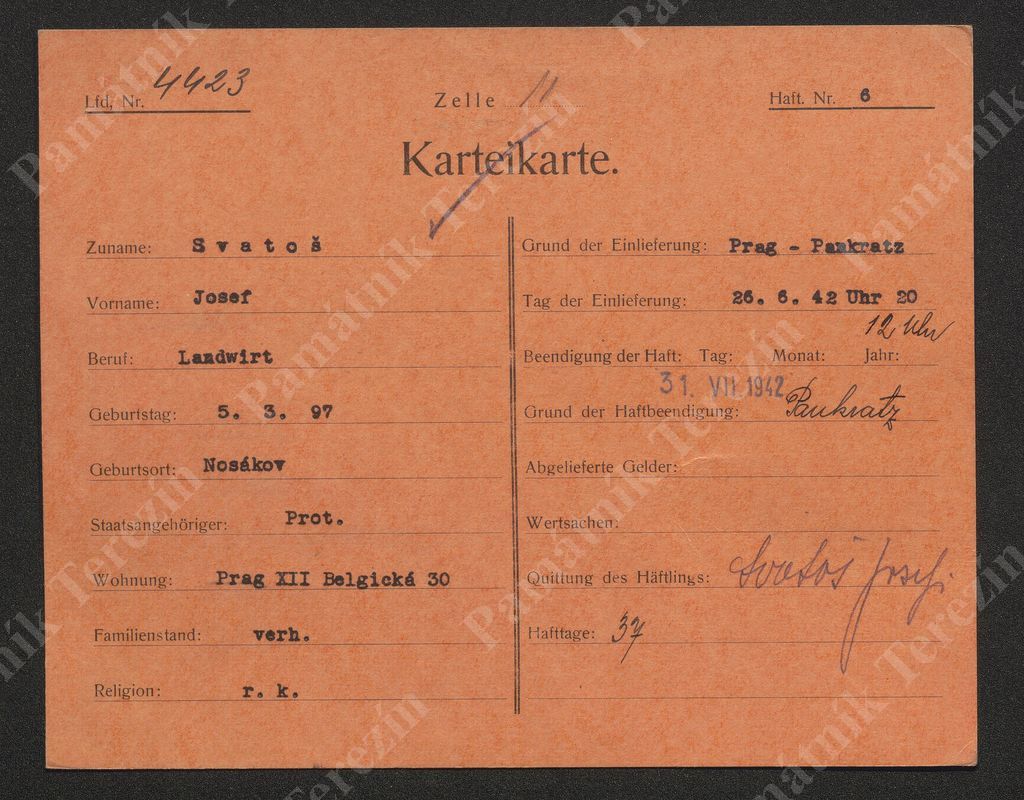 Lfd, Nr. 4423
Zelle 11
Haft. Nr. 6
Karteikarte.
Zuname: Svatoš
Vorname: Josef
Beruf: Landwirt
Geburtstag: 5. 3. 97
Geburtsort: Nosákov
Staatsangehöriger: Prot.
Wohnung: Prag XII Belgická 30
Familienstand: verh.
Religion: r. k.
Grund der Einlieferung: Prag - Pankratz
Tag der Einlieferung: 26. 6. 42 Uhr 20
12 Uhr
Beendigung der Haft: Tag: Monat: Jahr:
31. VII. 1942
Grund der Haftbeendigung: Pankratz
Abgelieferte Gelder:
Wertsachen:
Quittung des Häftlings: Svatoš Josef.
Hafttage: 37
Památník Terezín